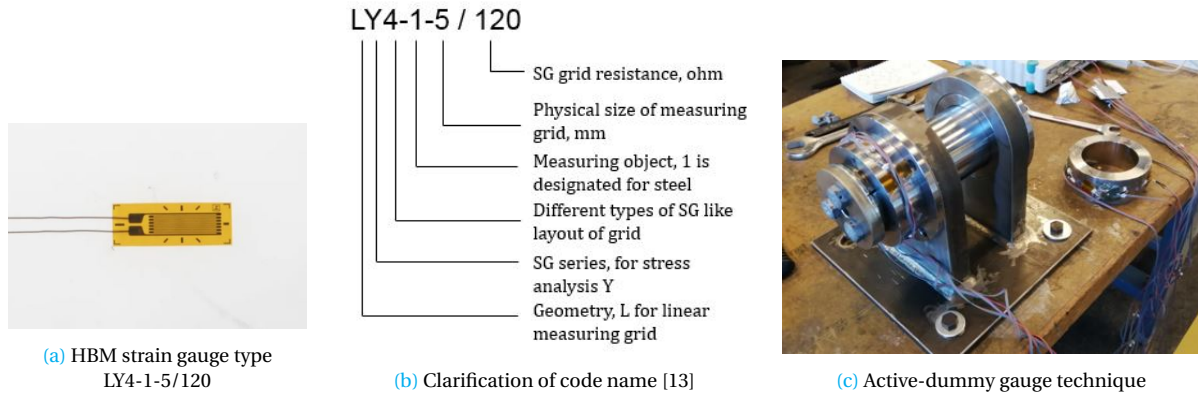 LY4-1-5 / 120
SG grid resistance, ohm
Physical size of measuring
grid, mm
Measuring object, 1 is
designated for steel
Different types of SG like
layout of grid
SG series, for stress
analysis Y
Geometry, L for linear
measuring grid
(a) HBM strain gauge type
LY4-1-5/120
(b) Clarification of code name [13]
(c) Active-dummy gauge technique